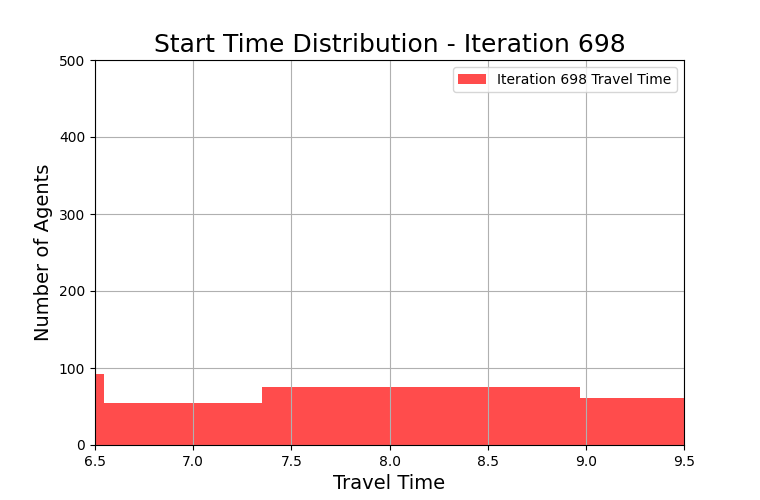 Start Time Distribution - Iteration 698
Iteration 698 Travel Time
Number of Agents
500
400
300
200
100
0
6.5 7.0 7.5 8.0 8.5 9.0 9.5
Travel Time